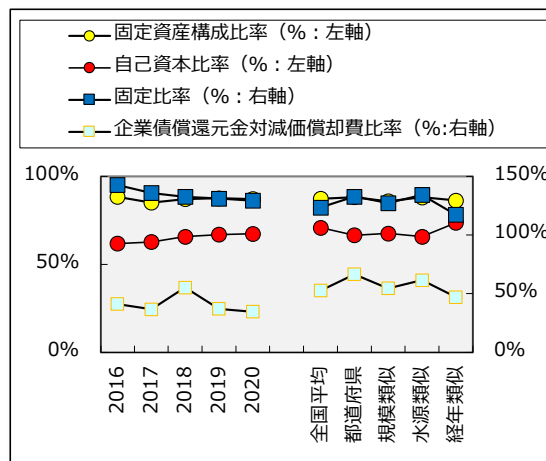 固定資産構成比率（%：左軸）
自己資本比率（%：左軸）
固定比率（%：右軸）
企業債償還元金対減価償却費比率（%:右軸）
100%
50%
0%
150%
100%
50%
0%
2016
2017
2018
2019
2020
全国平均
都道府県
規模類似
水源類似
経年類似